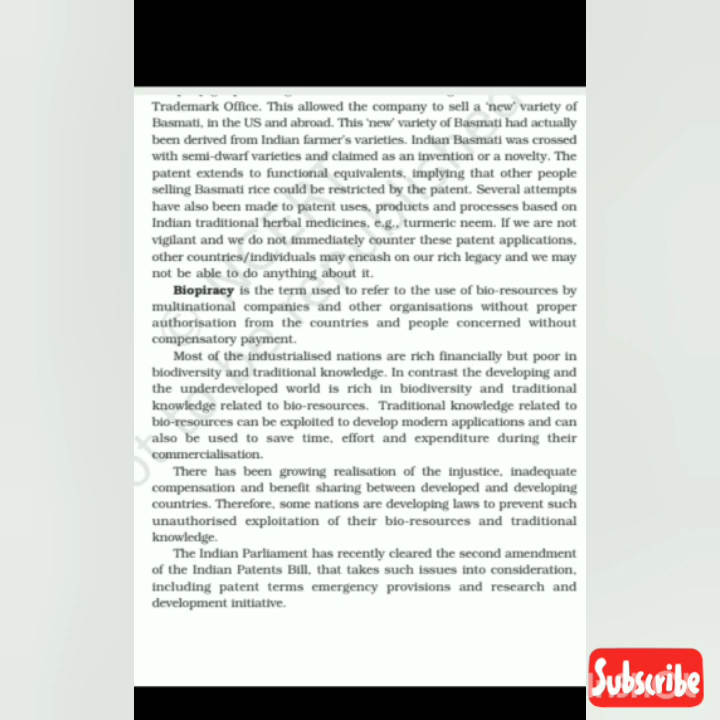 Trademark Office. This allowed the company to sell a 'new' variety of
Basmati, in the US and abroad. This 'new' variety of Basmati had actually
been derived from Indian farmer's varieties. Indian Basmati was crossed
with semi-dwarf varieties and claimed as an invention or a novelty. The
patent extends to functional equivalents, implying that other people
selling Basmati rice could be restricted by the patent. Several attempts
have also been made to patent uses, products and processes based on
Indian traditional herbal medicines, e.g., turmeric neem. If we are not
vigilant and we do not immediately counter these patent applications,
other countries/individuals may encash on our rich legacy and we may
not be able to do anything about it.
Biopiracy is the term used to refer to the use of bio-resources by
multinational companies and other organisations without proper
authorisation from the countries and people concerned without
compensatory payment.
Most of the industrialised nations are rich financially but poor in
biodiversity and traditional knowledge. In contrast the developing and
the underdeveloped world is rich in biodiversity and traditional
knowledge related to bio-resources. Traditional knowledge related to
bio-resources can be exploited to develop modern applications and can
also be used to save time, effort and expenditure during their
commercialisation.
There has been growing realisation of the injustice, inadequate
compensation and benefit sharing between developed and developing
countries. Therefore, some nations are developing laws to prevent such
unauthorised exploitation of their bio-resources and traditional
knowledge.
The Indian Parliament has recently cleared the second amendment
of the Indian Patents Bill, that takes such issues into consideration,
including patent terms emergency provisions and research and
development initiative.
© NCERT
not to be republished
Subscribe